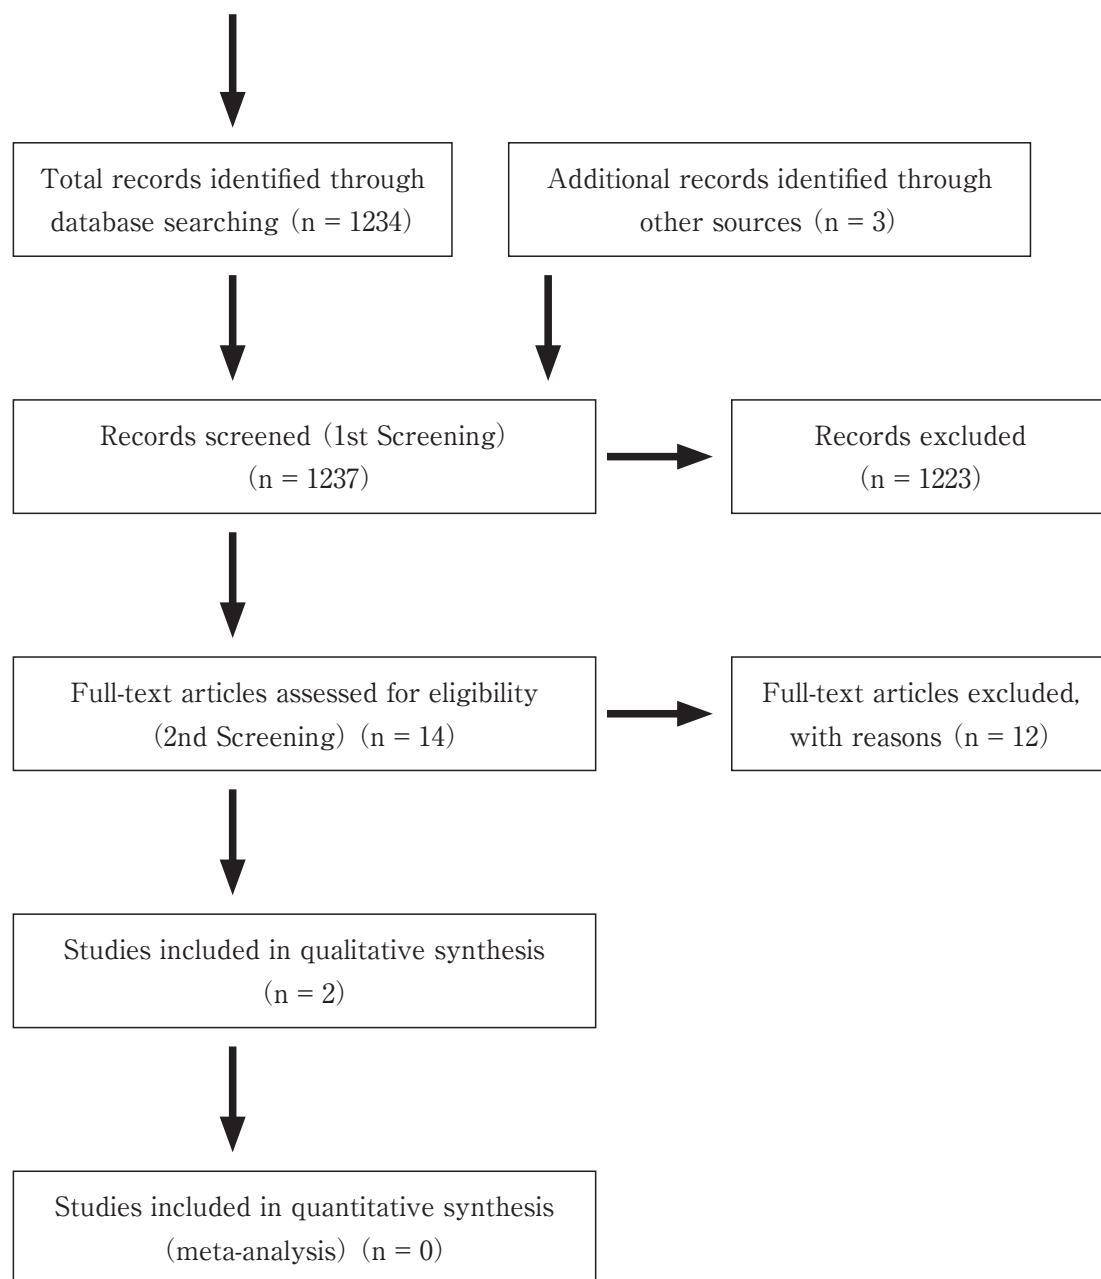 Total records identified through
database searching (n = 1234)
Additional records identified through
other sources (n = 3)
Records screened (1st Screening)
(n = 1237)
Records excluded
(n = 1223)
Full-text articles assessed for eligibility
(2nd Screening) (n = 14)
Full-text articles excluded,
with reasons (n = 12)
Studies included in qualitative synthesis
(n = 2)
Studies included in quantitative synthesis
(meta-analysis) (n = 0)